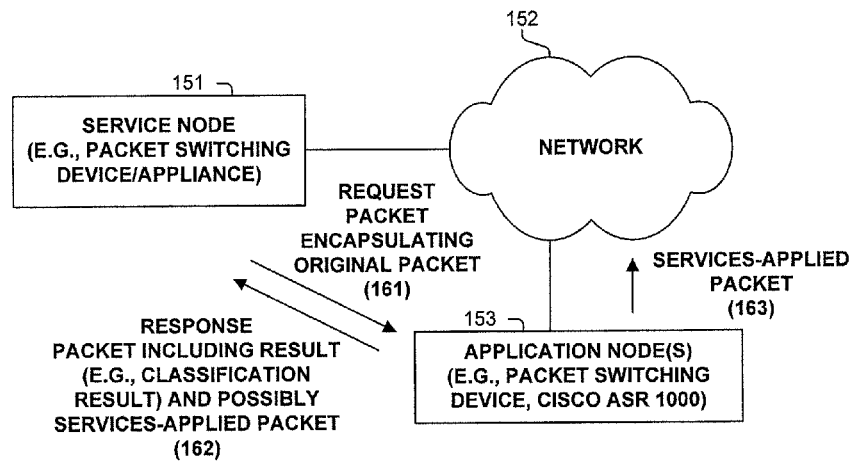 152
151
SERVICE NODE
(E.G., PACKET SWITCHING
DEVICE/APPLIANCE)
NETWORK
REQUEST
PACKET
ENCAPSULATING
ORIGINAL PACKET
(161)
SERVICES-APPLIED
PACKET
(163)
RESPONSE
PACKET INCLUDING RESULT
(E.G., CLASSIFICATION
RESULT) AND POSSIBLY
SERVICES-APPLIED PACKET
(162)
153
APPLICATION NODE(S)
(E.G., PACKET SWITCHING
DEVICE, CISCO ASR 1000)